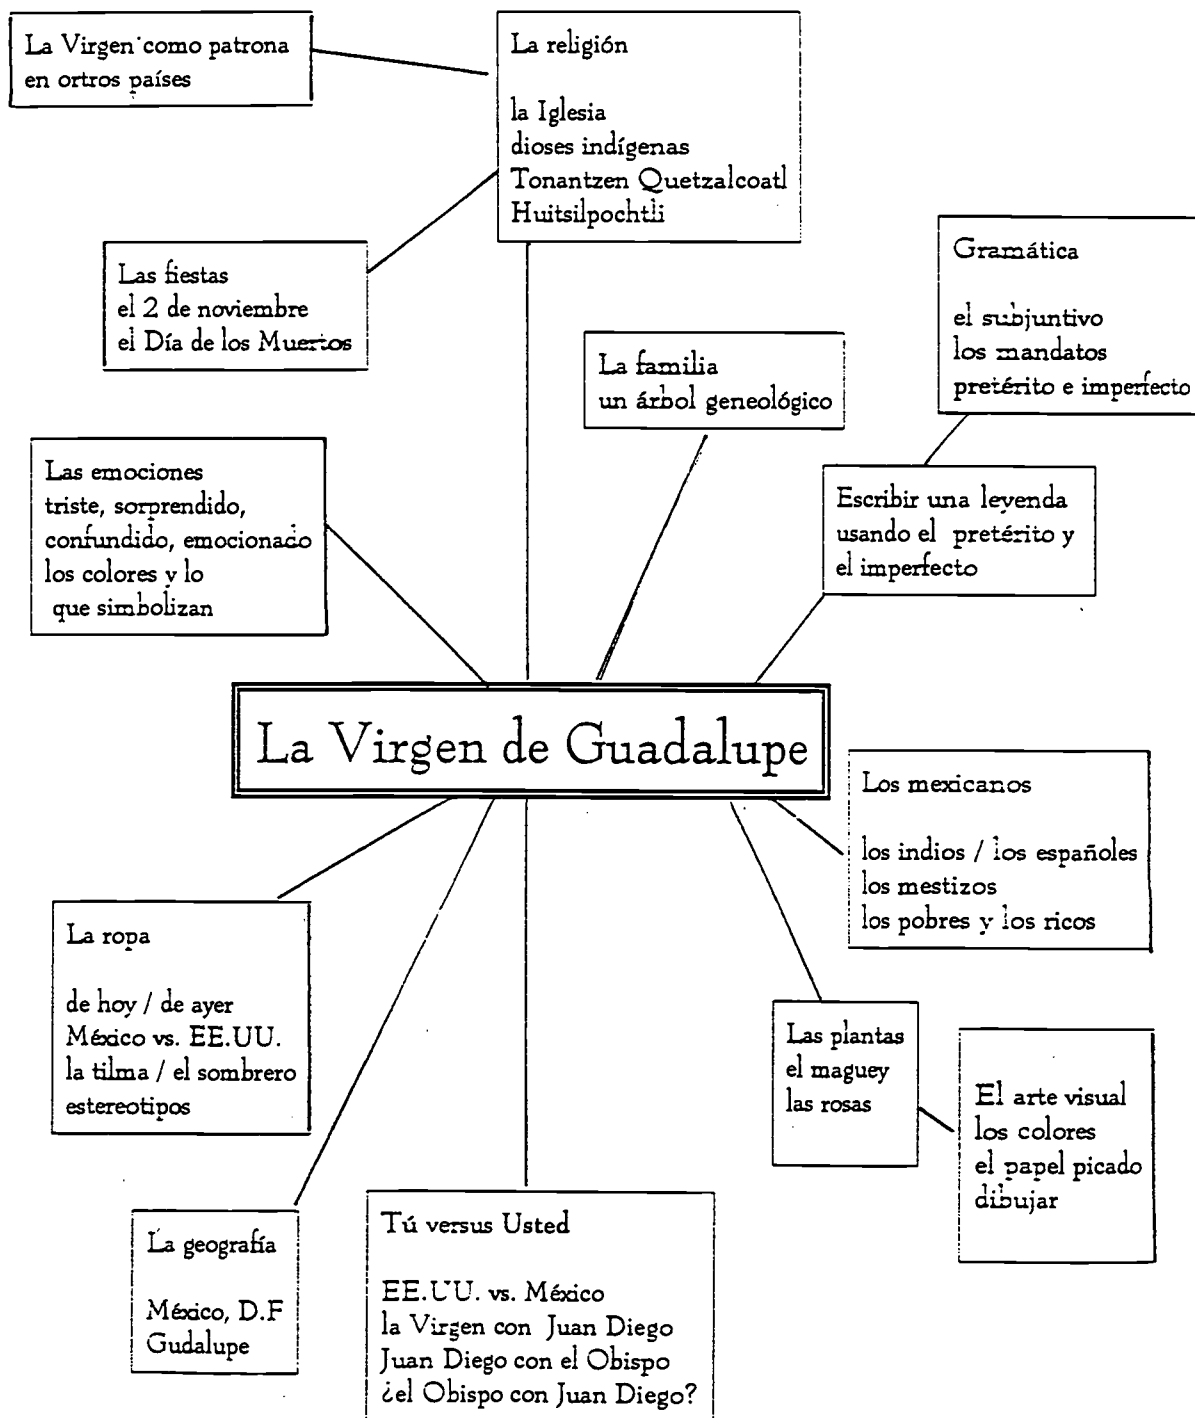 La Virgen como patrona
en ortros países
La religión
la Iglesia
dioses indígenas
Tonantzen Quetzalcoatl
Huitsilpochtli
Las fiestas
el 2 de noviembre
el Día de los Muertos
La familia
un árbol geneológico
Gramática
el subjuntivo
los mandatos
pretérito e imperfecto
Las emociones
triste, sorprendido,
confundido, emocionado
los colores y lo
que simbolizan
Escribir una leyenda
usando el pretérito y
el imperfecto
La Virgen de Guadalupe
Los mexicanos
los indios / los españoles
los mestizos
los pobres y los ricos
La ropa
de hoy / de ayer
México vs. EE.UU.
la tilma / el sombrero
estereotipos
Las plantas
el maguey
las rosas
El arte visual
los colores
el papel picado
dibujar
La geografía
México, D.F
Gudalupe
Tú versus Usted
EE.UU. vs. México
la Virgen con Juan Diego
Juan Diego con el Obispo
¿el Obispo con Juan Diego?